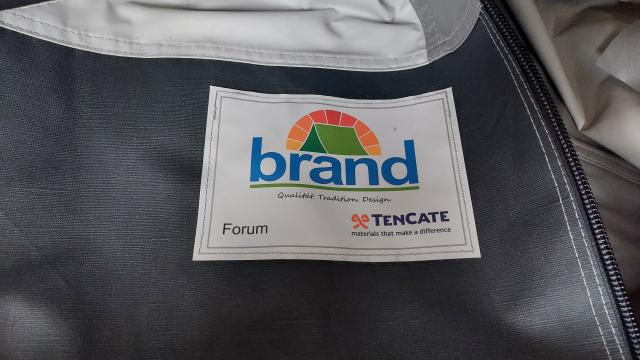 brand
Qualität. Tradition. Design.
Forum
TENCATE
materials that make a difference